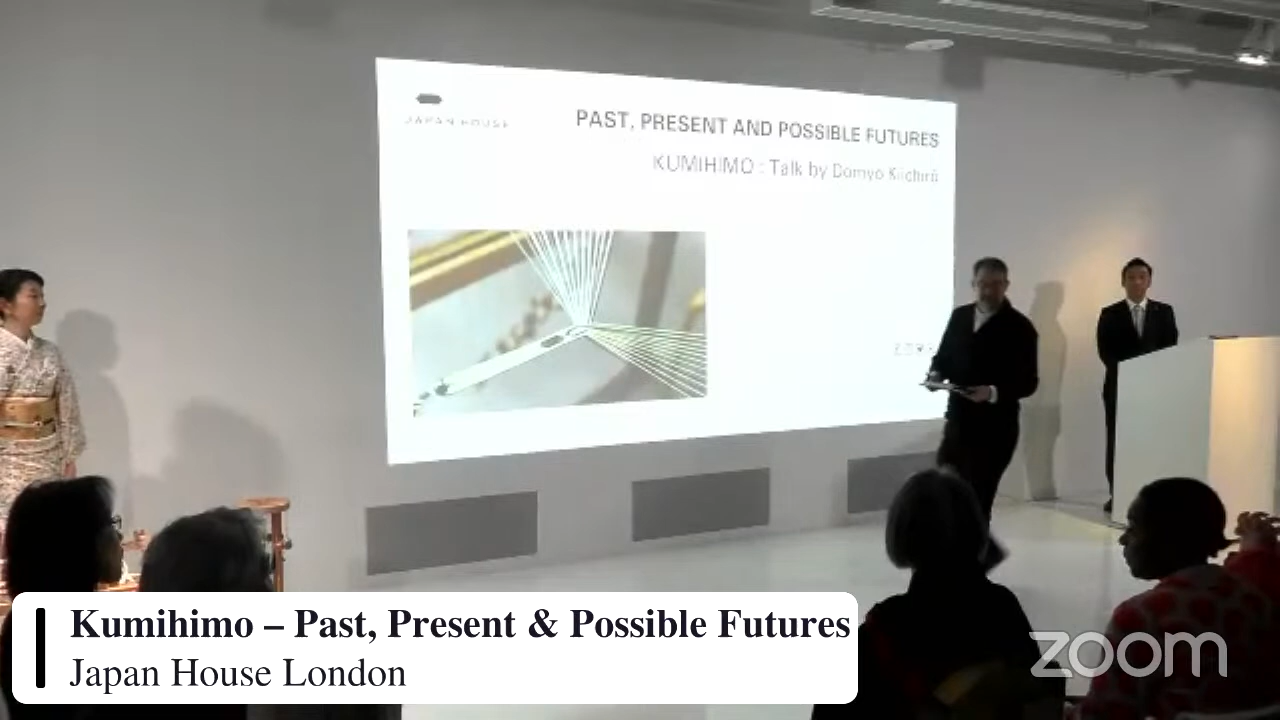 JAPAN HOUSE
PAST, PRESENT AND POSSIBLE FUTURES
KUMIHIMO : Talk by Domyo Kiichirō
Kumihimo – Past, Present & Possible Futures
Japan House London
zoom